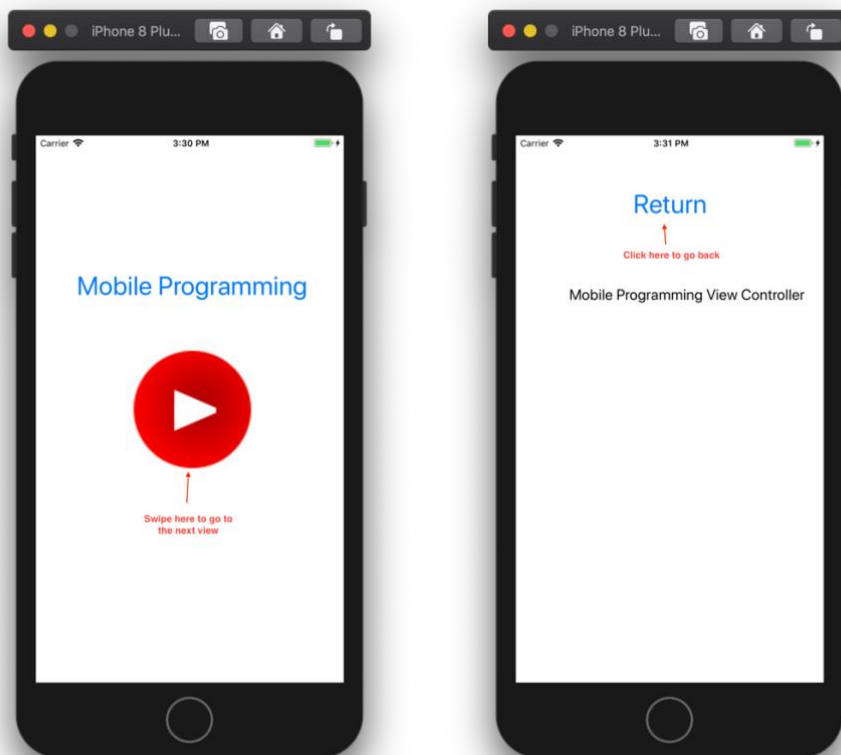 iPhone 8 Plu...
Carrier
3:30 PM
Mobile Programming
Swipe here to go to
the next view
iPhone 8 Plu...
Carrier
3:31 PM
Return
Click here to go back
Mobile Programming View Controller